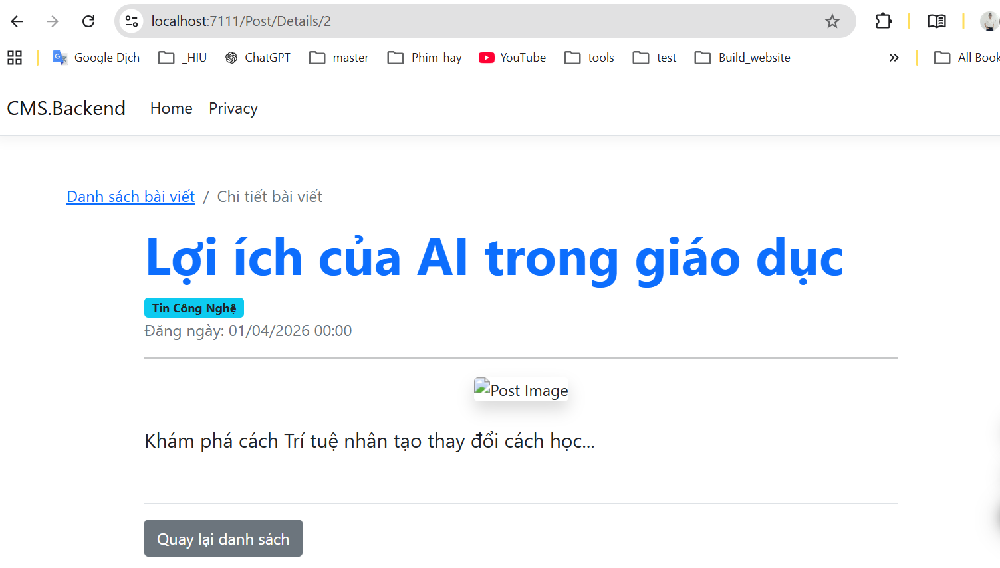 localhost:7111/Post/Details/2
Google Dịch _HIU ChatGPT master Phim-hay YouTube tools test Build_website » All Book
CMS.Backend Home Privacy
Danh sách bài viết / Chi tiết bài viết
Lợi ích của AI trong giáo dục
Tin Công Nghệ
Đăng ngày: 01/04/2026 00:00
Post Image
Khám phá cách Trí tuệ nhân tạo thay đổi cách học...
Quay lại danh sách